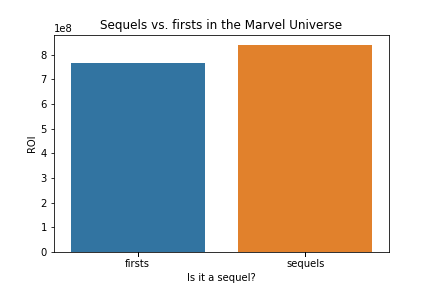 Sequels vs. firsts in the Marvel Universe
1e8
8
7
6
5
4
3
2
1
0
ROI
firsts sequels
Is it a sequel?